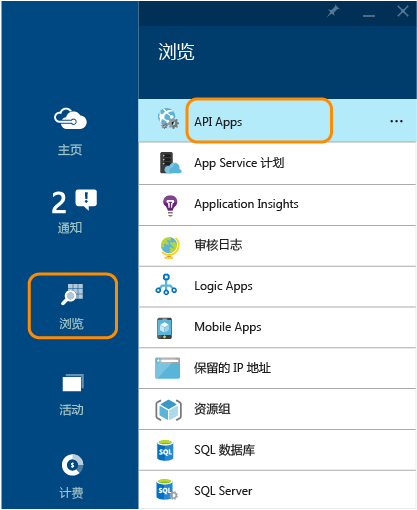 浏览
主页
2
通知
浏览
活动
计费
API Apps
App Service 计划
Application Insights
审核日志
Logic Apps
Mobile Apps
保留的 IP 地址
资源组
SQL 数据库
SQL Server